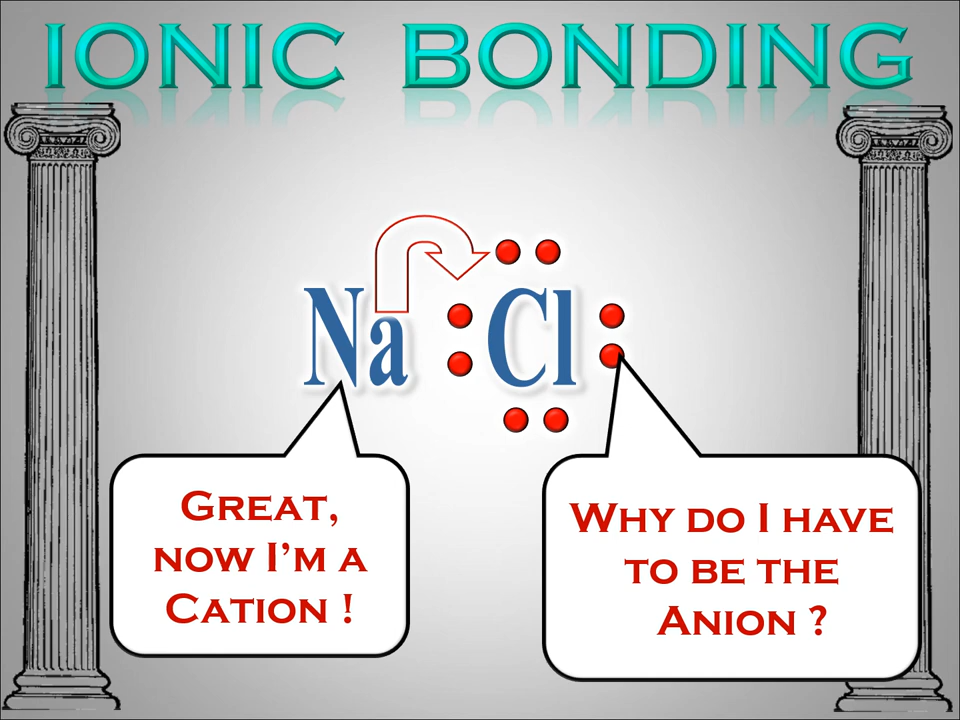 IONIC BONDING
Na Cl
Great,
now I'm a
Cation !
Why do I have
to be the
Anion ?